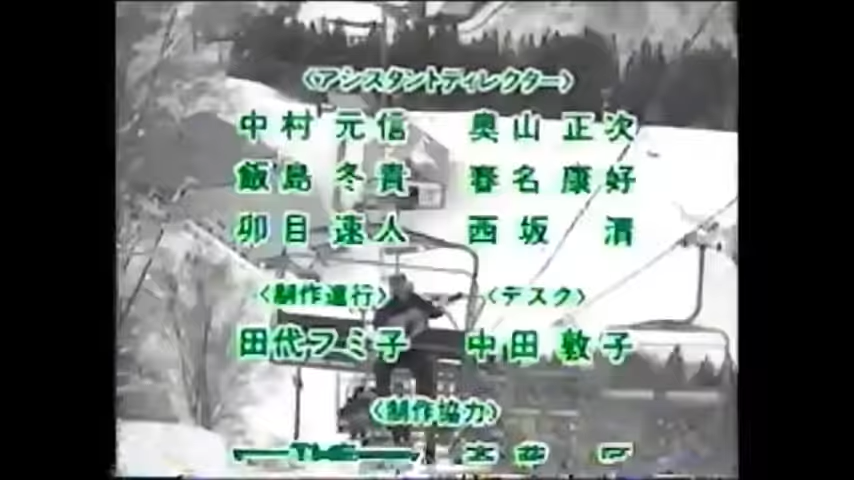 〈アシスタントディレクター〉
中村 元信 奥山 正次
飯島 冬貴 春名 康好
卯目 速人 西坂 清
〈制作運行〉 〈デスク〉
田代フミ子 中田 敦子
〈制作協力〉
THE